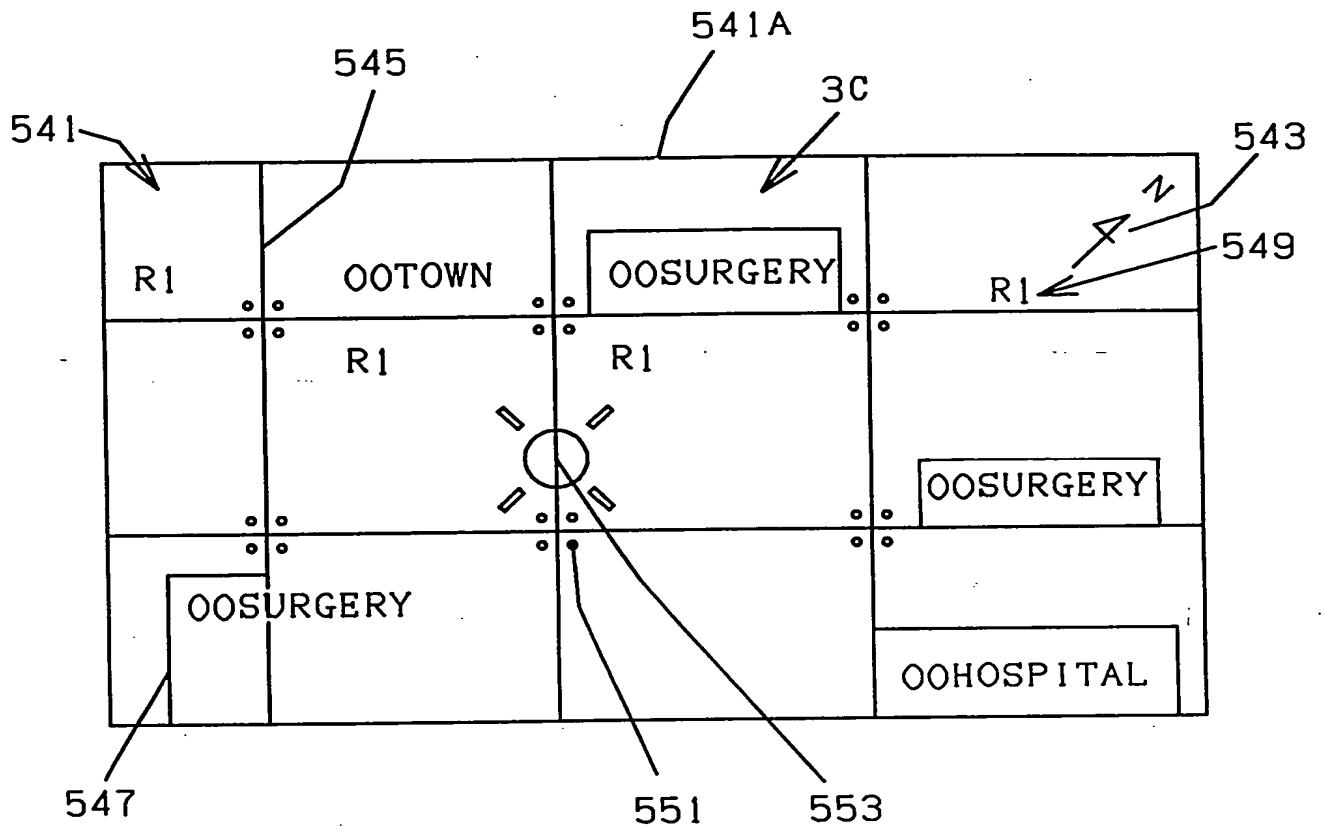 541A
545
3C
541
543
N
549
R1
OOTOWN
OOSURGERY
R1
R1
R1
OOSURGERY
OOSURGERY
OOHOSPITAL
547
551
553